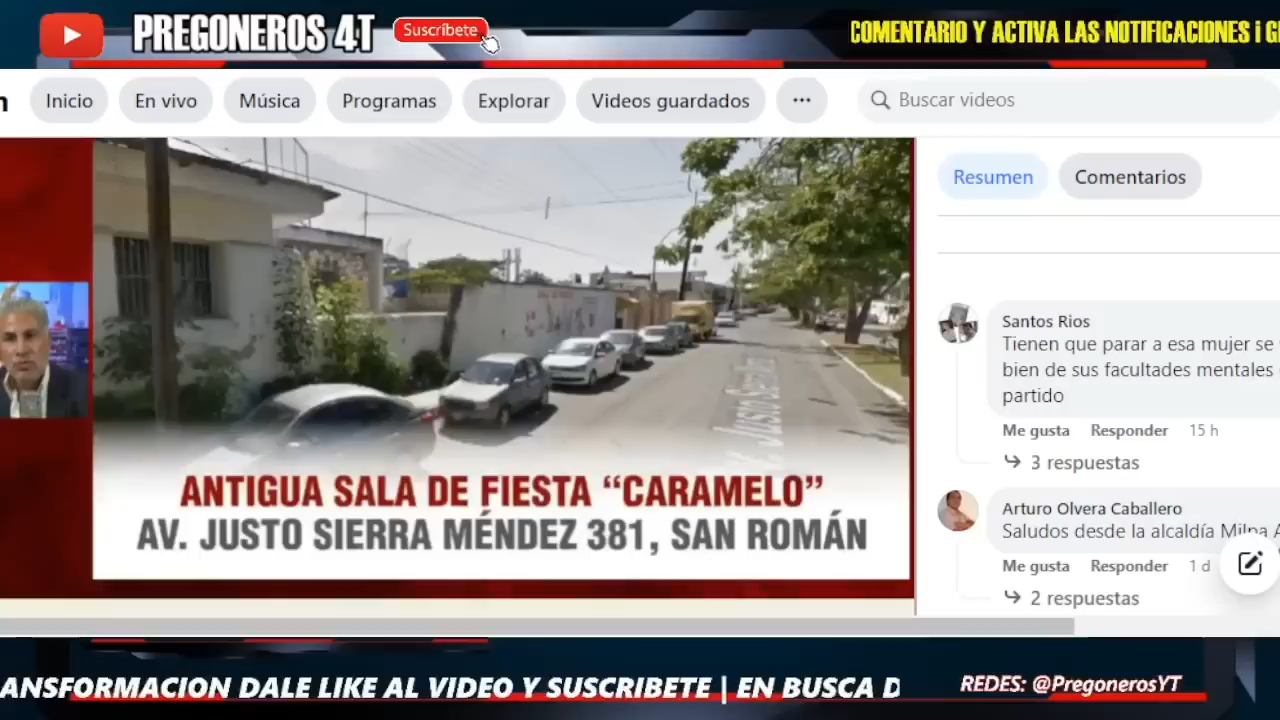 PREGONEROS 4T
Suscríbete
COMENTARIO Y ACTIVA LAS NOTIFICACIONES ¡ G
Inicio
En vivo
Música
Programas
Explorar
Videos guardados
Buscar videos
Resumen
Comentarios
Santos Rios
Tienen que parar a esa mujer se
bien de sus facultades mentales
partido
Me gusta Responder 15 h
3 respuestas
Arturo Olvera Caballero
Saludos desde la alcaldía Milpa A
Me gusta Responder 1 d
2 respuestas
Justo Sierra
ANTIGUA SALA DE FIESTA “CARAMELO”
AV. JUSTO SIERRA MÉNDEZ 381, SAN ROMÁN
ANSFORMACION DALE LIKE AL VIDEO Y SUSCRIBETE | EN BUSCA D
REDES: @PregonerosYT